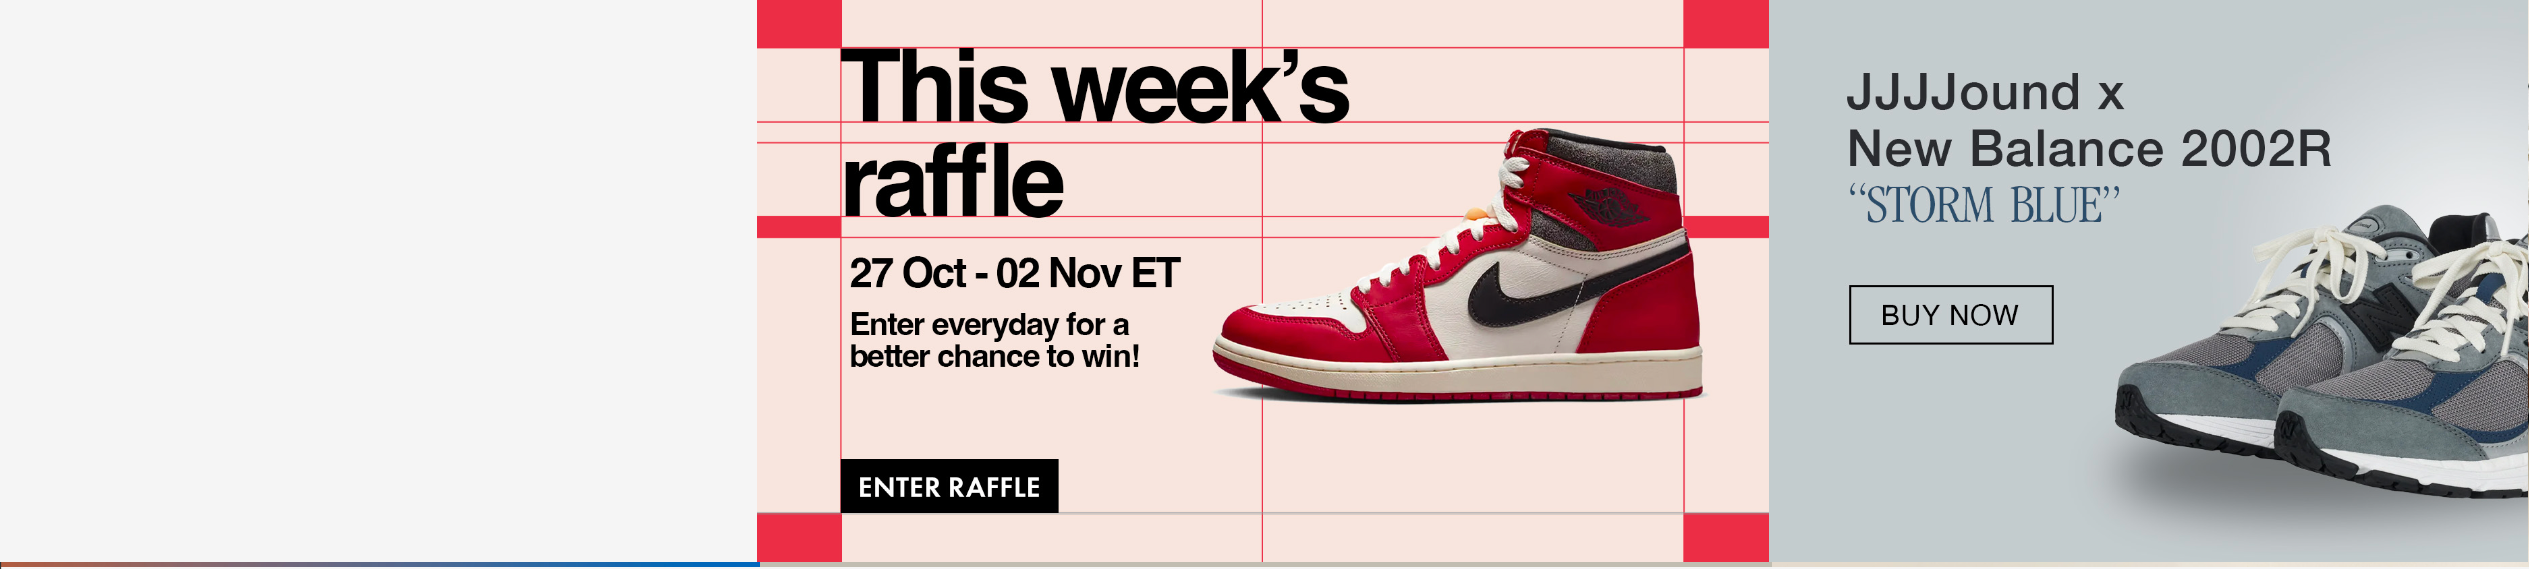 This week’s
raffle
27 Oct - 02 Nov ET
Enter everyday for a
better chance to win!
ENTER RAFFLE
JJJJound x
New Balance 2002R
“STORM BLUE”
BUY NOW